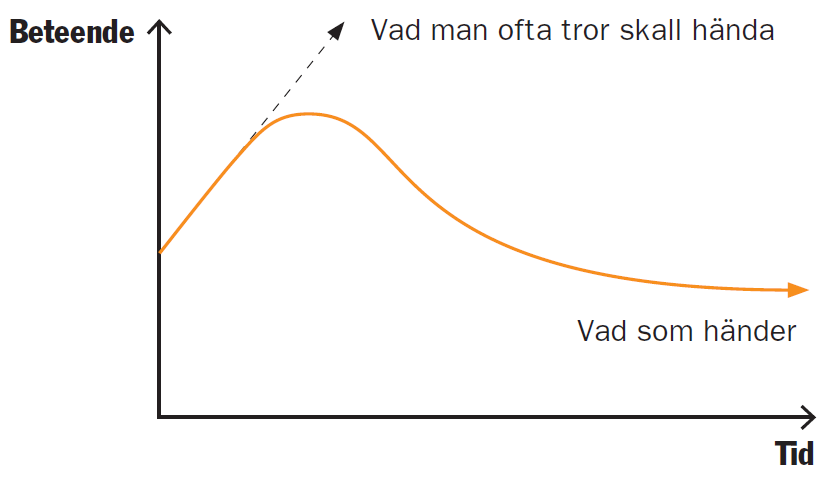 Beteende
Vad man ofta tror skall hända
Vad som händer
Tid